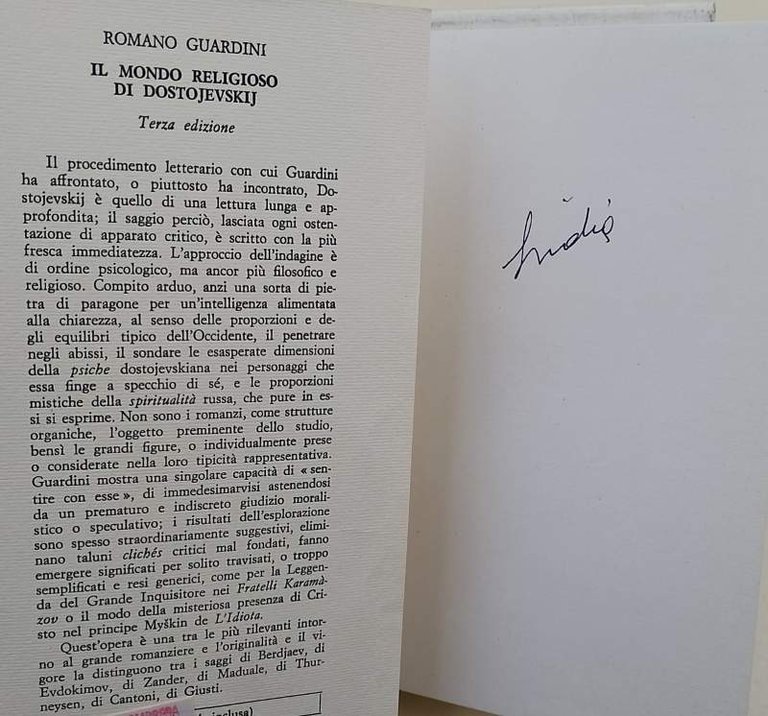 ROMANO GUARDINI
IL MONDO RELIGIOSO
DI DOSTOJEVSKIJ
Terza edizione
Il procedimento letterario con cui Guardini
ha affrontato, o piuttosto ha incontrato, Do-
stojevskij è quello di una lettura lunga e ap-
profondita; il saggio perciò, lasciata ogni osten-
tazione di apparato critico, è scritto con la più
fresca immediatezza. L'approccio dell'indagine è
di ordine psicologico, ma ancor più filosofico e
religioso. Compito arduo, anzi una sorta di pie-
tra di paragone per un'intelligenza alimentata
alla chiarezza, al senso delle proporzioni e de-
gli equilibri tipico dell'Occidente, il penetrare
negli abissi, il sondare le esasperate dimensioni
della psiche dostojevskiana nei personaggi che
essa finge a specchio di sé, e le proporzioni
mistiche della spiritualità russa, che pure in es-
si si esprime. Non sono i romanzi, come strutture
organiche, l'oggetto preminente dello studio,
bensì le grandi figure, o individualmente prese
o considerate nella loro tipicità rappresentativa.
Guardini mostra una singolare capacità di « sen-
tire con esse », di immedesimarvisi astenendosi
da un prematuro e indiscreto giudizio morali-
stico o speculativo; i risultati dell'esplorazione
sono spesso straordinariamente suggestivi, elimi-
nano taluni clichés critici mal fondati, fanno
emergere significati per solito travisati, o troppo
semplificati e resi generici, come per la Leggen-
da del Grande Inquisitore nei Fratelli Karamà-
zov o il modo della misteriosa presenza di Cri-
sto nel principe Myškin de L'Idiota.
Quest'opera è una tra le più rilevanti intor-
no al grande romanziere e l'originalità e il vi-
gore la distinguono tra i saggi di Berdjaev, di
Evdokimov, di Zander, di Maduale, di Thur-
neysen, di Cantoni, di Giusti.
inclusa)